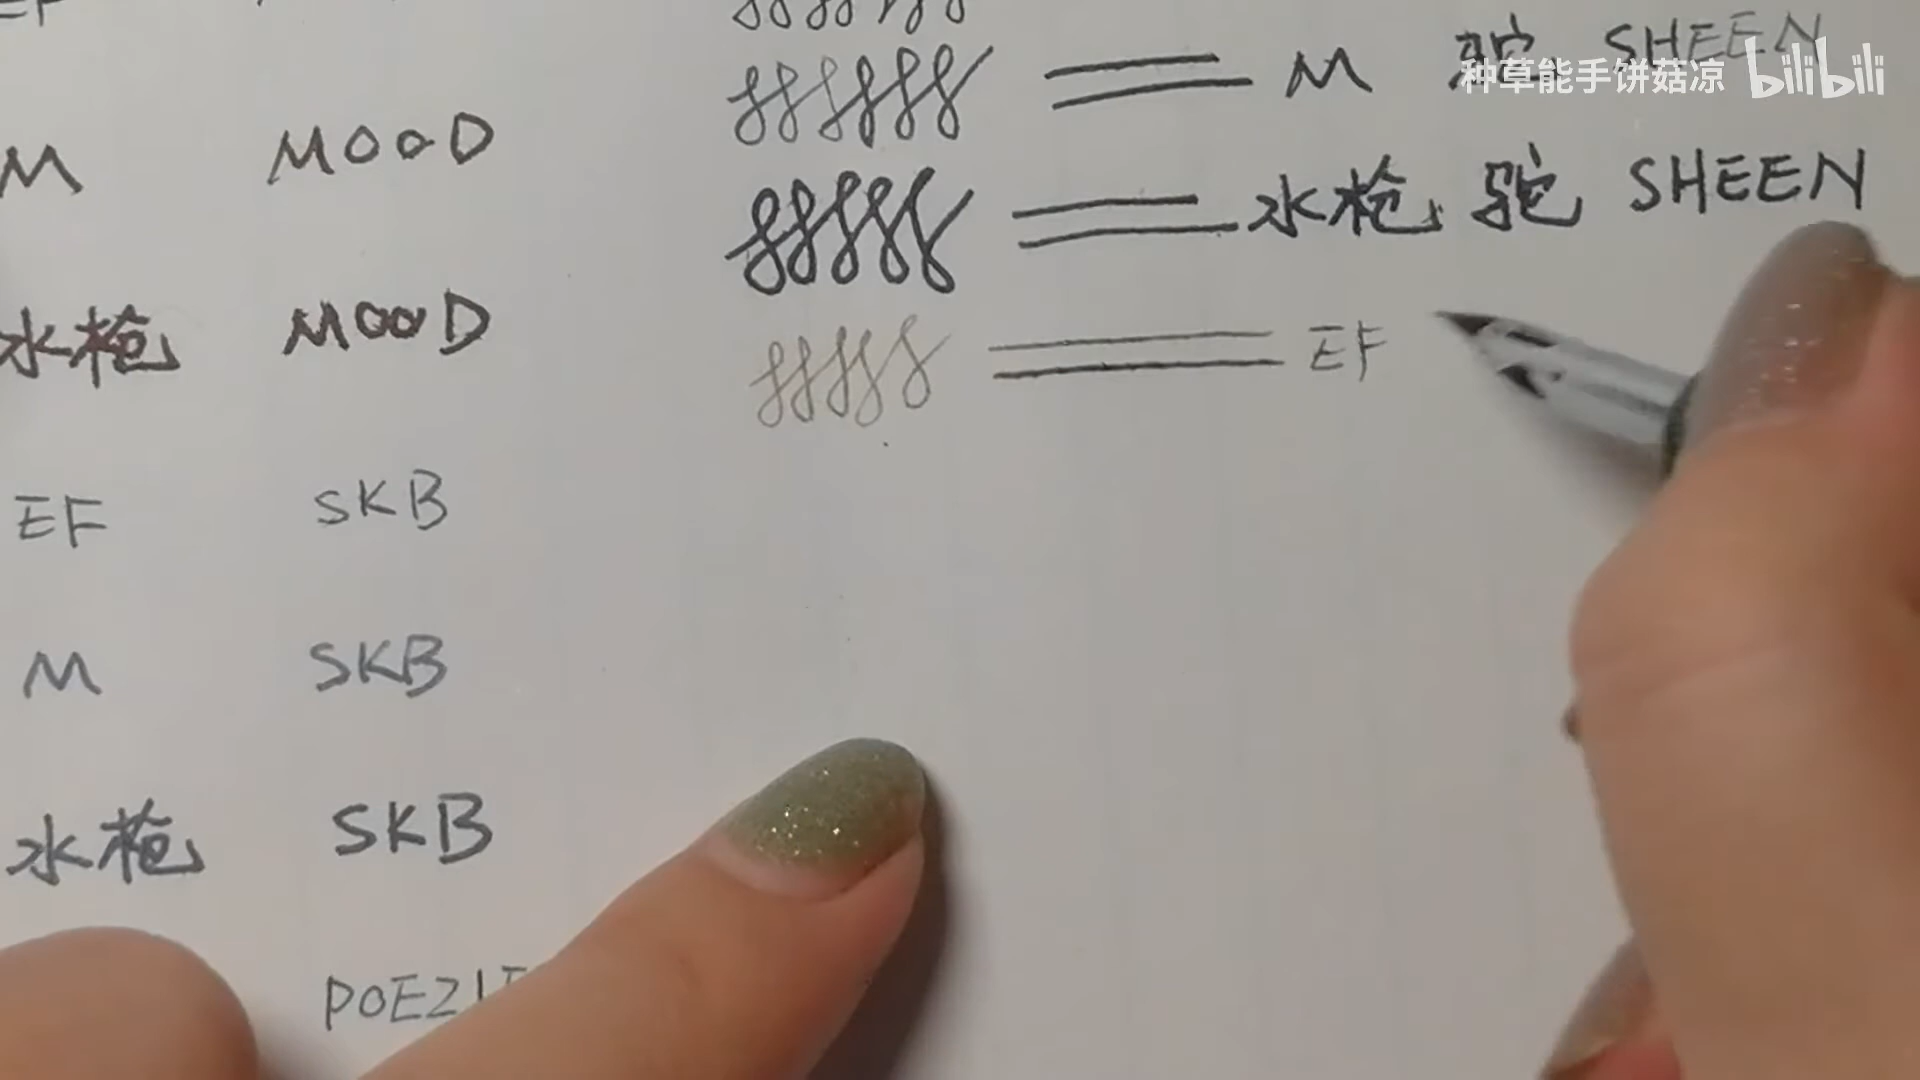 EF
M 驼 SHEEN
种草能手饼菇凉 bilibili
M MOOD
水枪 驼 SHEEN
水枪 MOOD
EF
EF SKB
M SKB
水枪 SKB